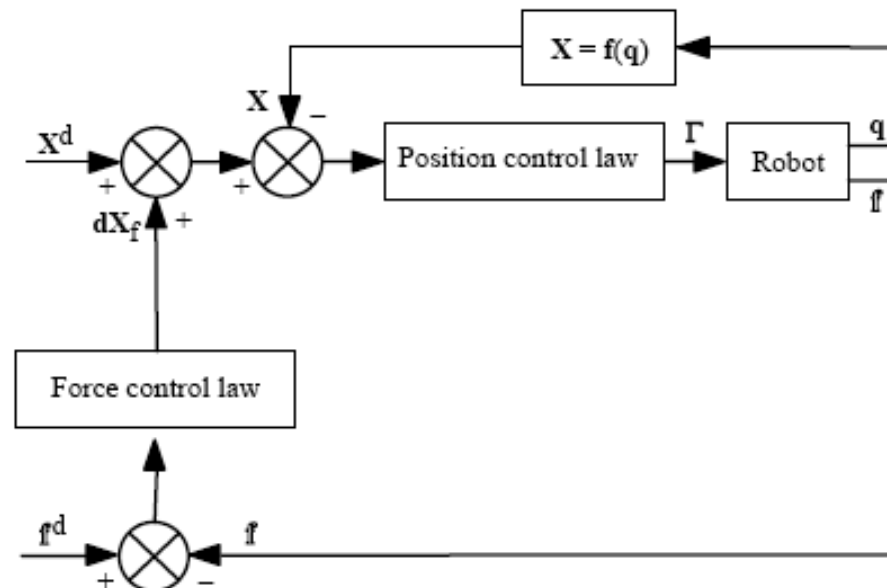 X = f(q)
X
−
X^d
+
+
Position control law
Γ
Robot
q
f
dX_f
+
Force control law
f^d
f
+
−